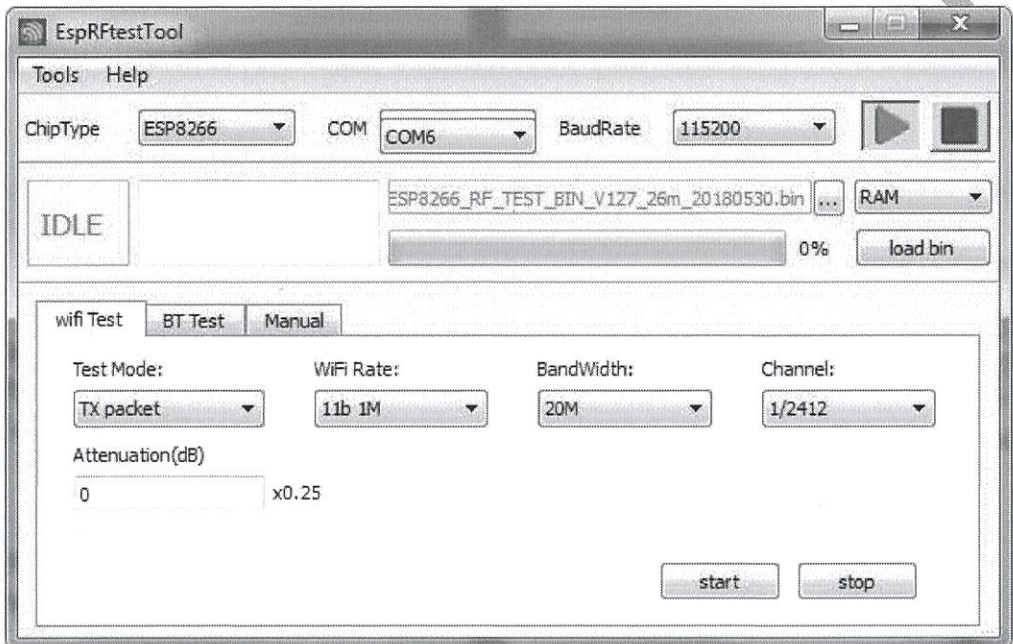 EspRFtestTool
Tools Help
ChipType ESP8266 COM COM6 BaudRate 115200
IDLE ESP8266_RF_TEST_BIN_V127_26m_20180530.bin ... RAM
0% load bin
wifi Test BT Test Manual
Test Mode: WiFi Rate: BandWidth: Channel:
TX packet 11b 1M 20M 1/2412
Attenuation(dB)
0 x0.25
start stop